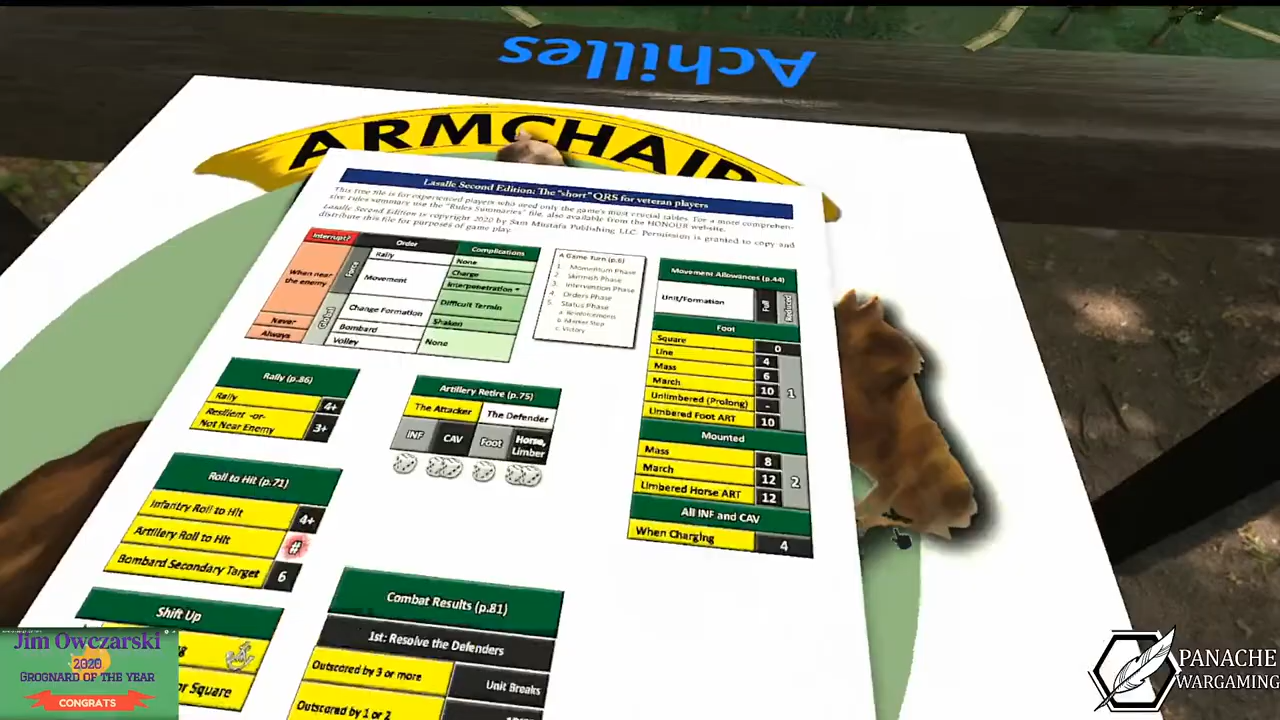 Achilles
ARMCHAIR
Lasalle Second Edition: The "short" QRS for veteran players
This free file is for experienced players who need only the game's most crucial tables. For a more comprehen-
sive rules summary use the "Rules Summaries" file, also available from the HONOUR website.
Lasalle Second Edition is copyright 2020 by Sam Mustafa Publishing LLC. Permission is granted to copy and
distribute this file for purposes of game play.
Interrupt?
Order
Complications
When near
the enemy
Never
Always
Force
Global
Rally
Movement
Change Formation
Bombard
Volley
None
Charge
Interpenetration
Difficult Terrain
Shaken
None
A Game Turn (p.6)
1. Momentum Phase
2. Skirmish Phase
3. Intervention Phase
4. Orders Phase
5. Status Phase
a. Reinforcements
b. Marker Step
c. Victory
Movement Allowances (p.44)
Unit/Formation
Full
Reduced
Foot
Square 0
Line 4
Mass 6
March 10
Unlimbered (Prolong) -
Limbered Foot ART 10
1
Mounted
Mass 8
March 12
Limbered Horse ART 12
2
All INF and CAV
When Charging 4
Rally (p.86)
Rally 4+
Resilient -or-
Not Near Enemy 3+
Artillery Retire (p.75)
The Attacker The Defender
INF CAV Foot Horse,
Limber
Roll to Hit (p.71)
Infantry Roll to Hit 4+
Artillery Roll to Hit #
Bombard Secondary Target 6
Shift Up
or Square
Combat Results (p.81)
1st: Resolve the Defenders
Outscored by 3 or more Unit Breaks
Outscored by 1 or 2
Jim Owczarski
2020
GROGNARD OF THE YEAR
CONGRATS
PANACHE
WARGAMING